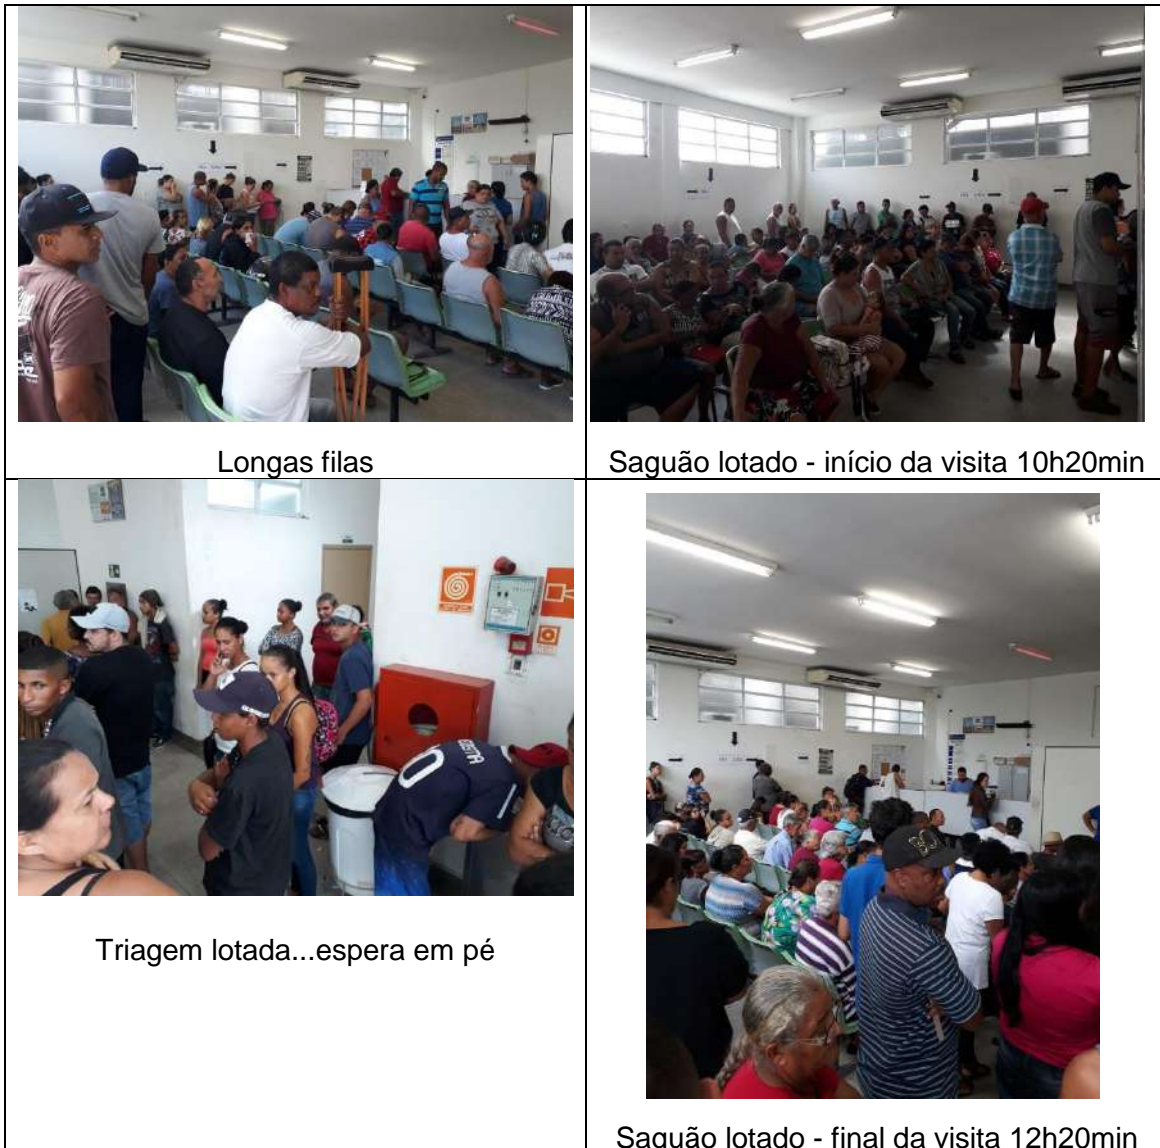 Longas filas
Saguão lotado - início da visita 10h20min
10
Triagem lotada...espera em pé
Saguão lotado - final da visita 12h20min